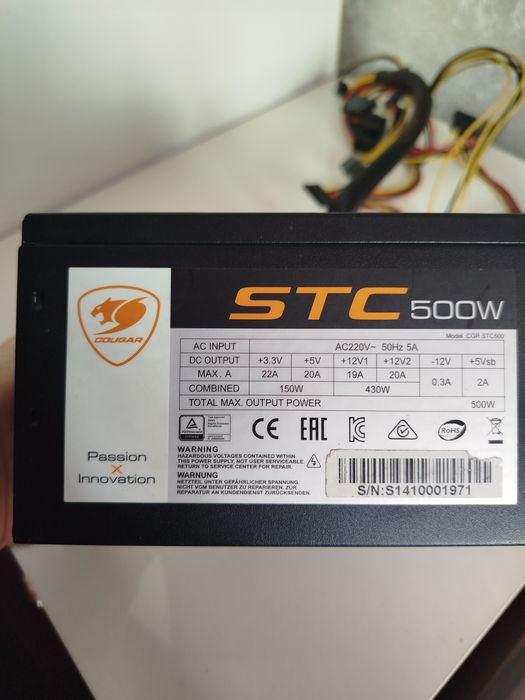 COUGAR
Passion
×
Innovation
STC 500W
Model :CGR STC500
AC INPUT AC220V~ 50Hz 5A
DC OUTPUT +3.3V +5V +12V1 +12V2 -12V +5Vsb
MAX. A 22A 20A 19A 20A 0.3A 2A
COMBINED 150W 430W
TOTAL MAX. OUTPUT POWER 500W
CE EAC RoHS
WARNING
HAZARDOUS VOLTAGES CONTAINED WITHIN
THIS POWER SUPPLY, NOT USER SERVICEABLE.
RETURN TO SERVICE CENTER FOR REPAIR.
WARNUNG
NETZTEIL UNTER GEFÄHRLICHER SPANNUNG.
NICHT VOM BENUTZER ZU REPARIEREN. ZUR
REPARATUR AN KUNDENDIENST ZURÜCKSENDEN.
S/N:S1410001971